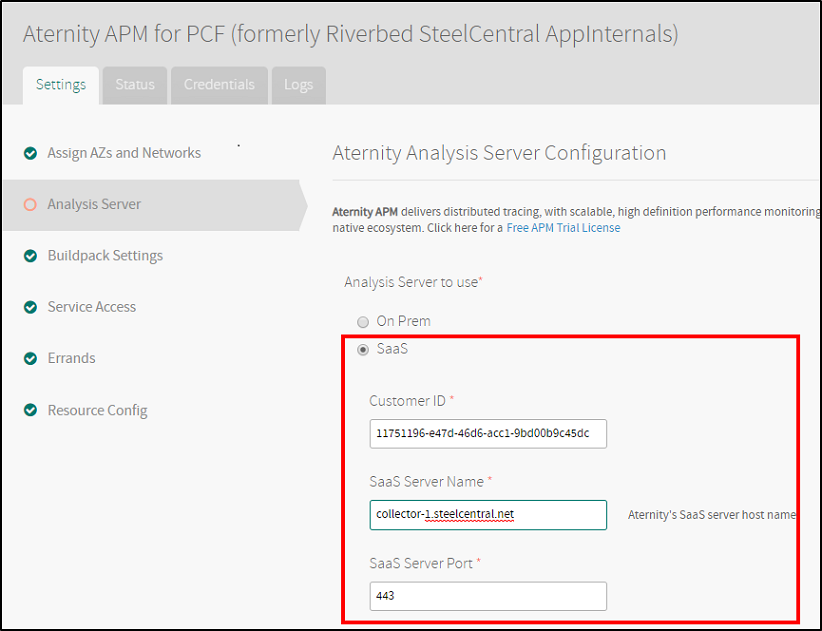 Aternity APM for PCF (formerly Riverbed SteelCentral AppInternals)
Settings
Status
Credentials
Logs
Assign AZs and Networks
Analysis Server
Buildpack Settings
Service Access
Errands
Resource Config
Aternity Analysis Server Configuration
Aternity APM delivers distributed tracing, with scalable, high definition performance monitoring
native ecosystem. Click here for a Free APM Trial License
Analysis Server to use*
On Prem
SaaS
Customer ID *
11751196-e47d-46d6-acc1-9bd00b9c45dc
SaaS Server Name *
collector-1.steelcentral.net
Aternity's SaaS server host name
SaaS Server Port *
443